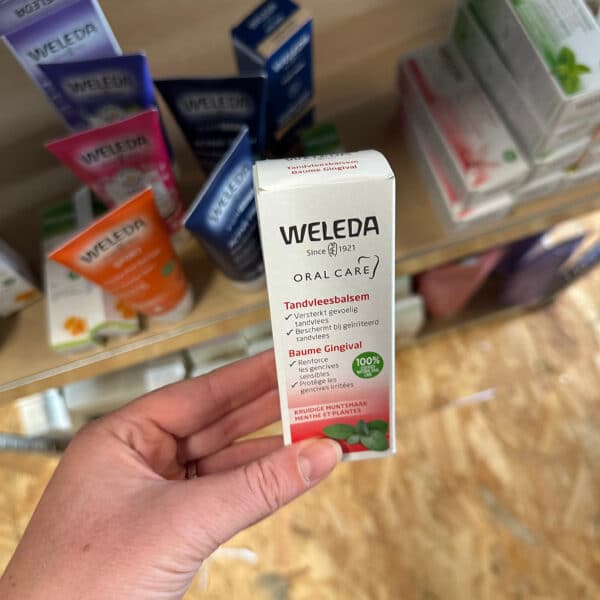 WELEDA
WELEDA
WELEDA
WELEDA
WELEDA
WELEDA
Tandvleesbalsem
Baume Gingival
WELEDA
Since 1921
ORAL CARE
Tandvleesbalsem
✓ Versterkt gevoelig
tandvlees
✓ Beschermt bij geïrriteerd
tandvlees
Baume Gingival
✓ Renforce
les gencives
sensibles
✓ Protège les
gencives irritées
100%
KRUIDIGE MUNTSMAAK
MENTHE ET PLANTES